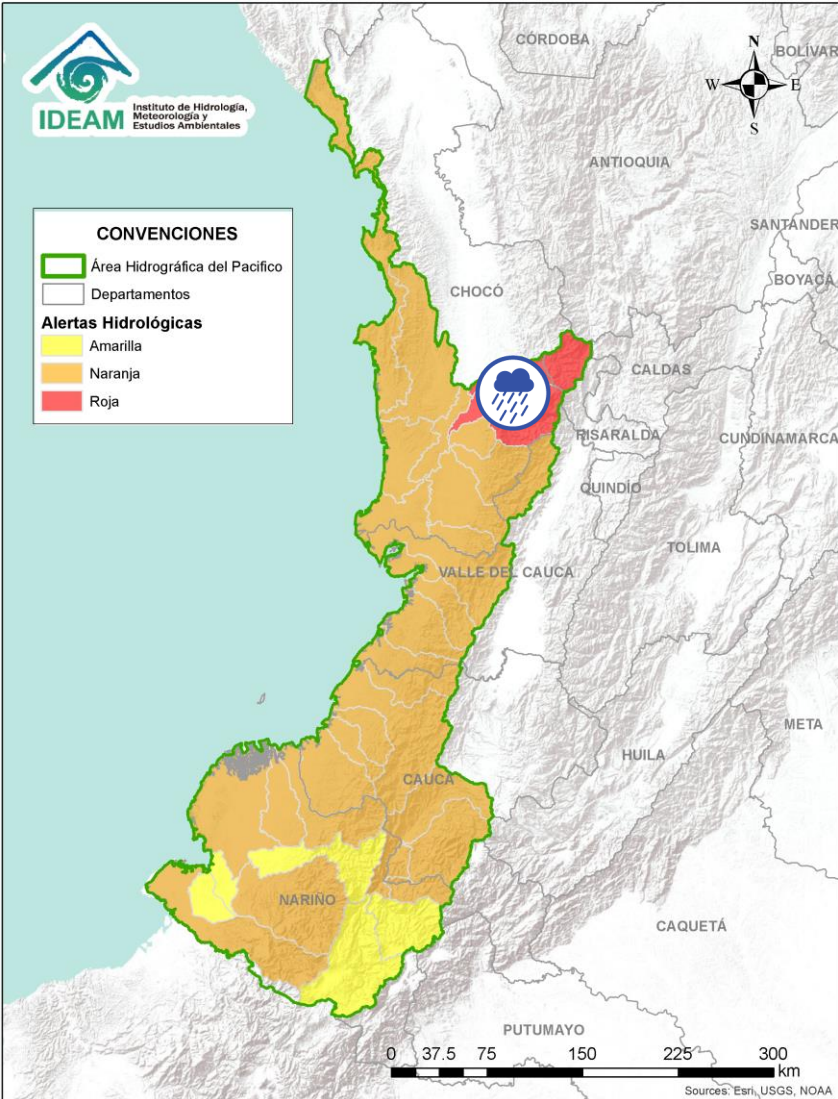 IDEAM
Instituto de Hidrología,
Meteorología y
Estudios Ambientales
N
W
E
S
CONVENCIONES
Área Hidrográfica del Pacifico
Departamentos
Alertas Hidrológicas
Amarilla
Naranja
Roja
CÓRDOBA
BOLÍVAR
ANTIOQUIA
SANTANDER
BOYACÁ
CHOCÓ
CALDAS
RISARALDA
CUNDINAMARCA
QUINDÍO
TOLIMA
VALLE DEL CAUCA
META
HUILA
CAUCA
NARIÑO
CAQUETÁ
PUTUMAYO
0 37.5 75 150 225 300
km
Sources: Esri, USGS, NOAA